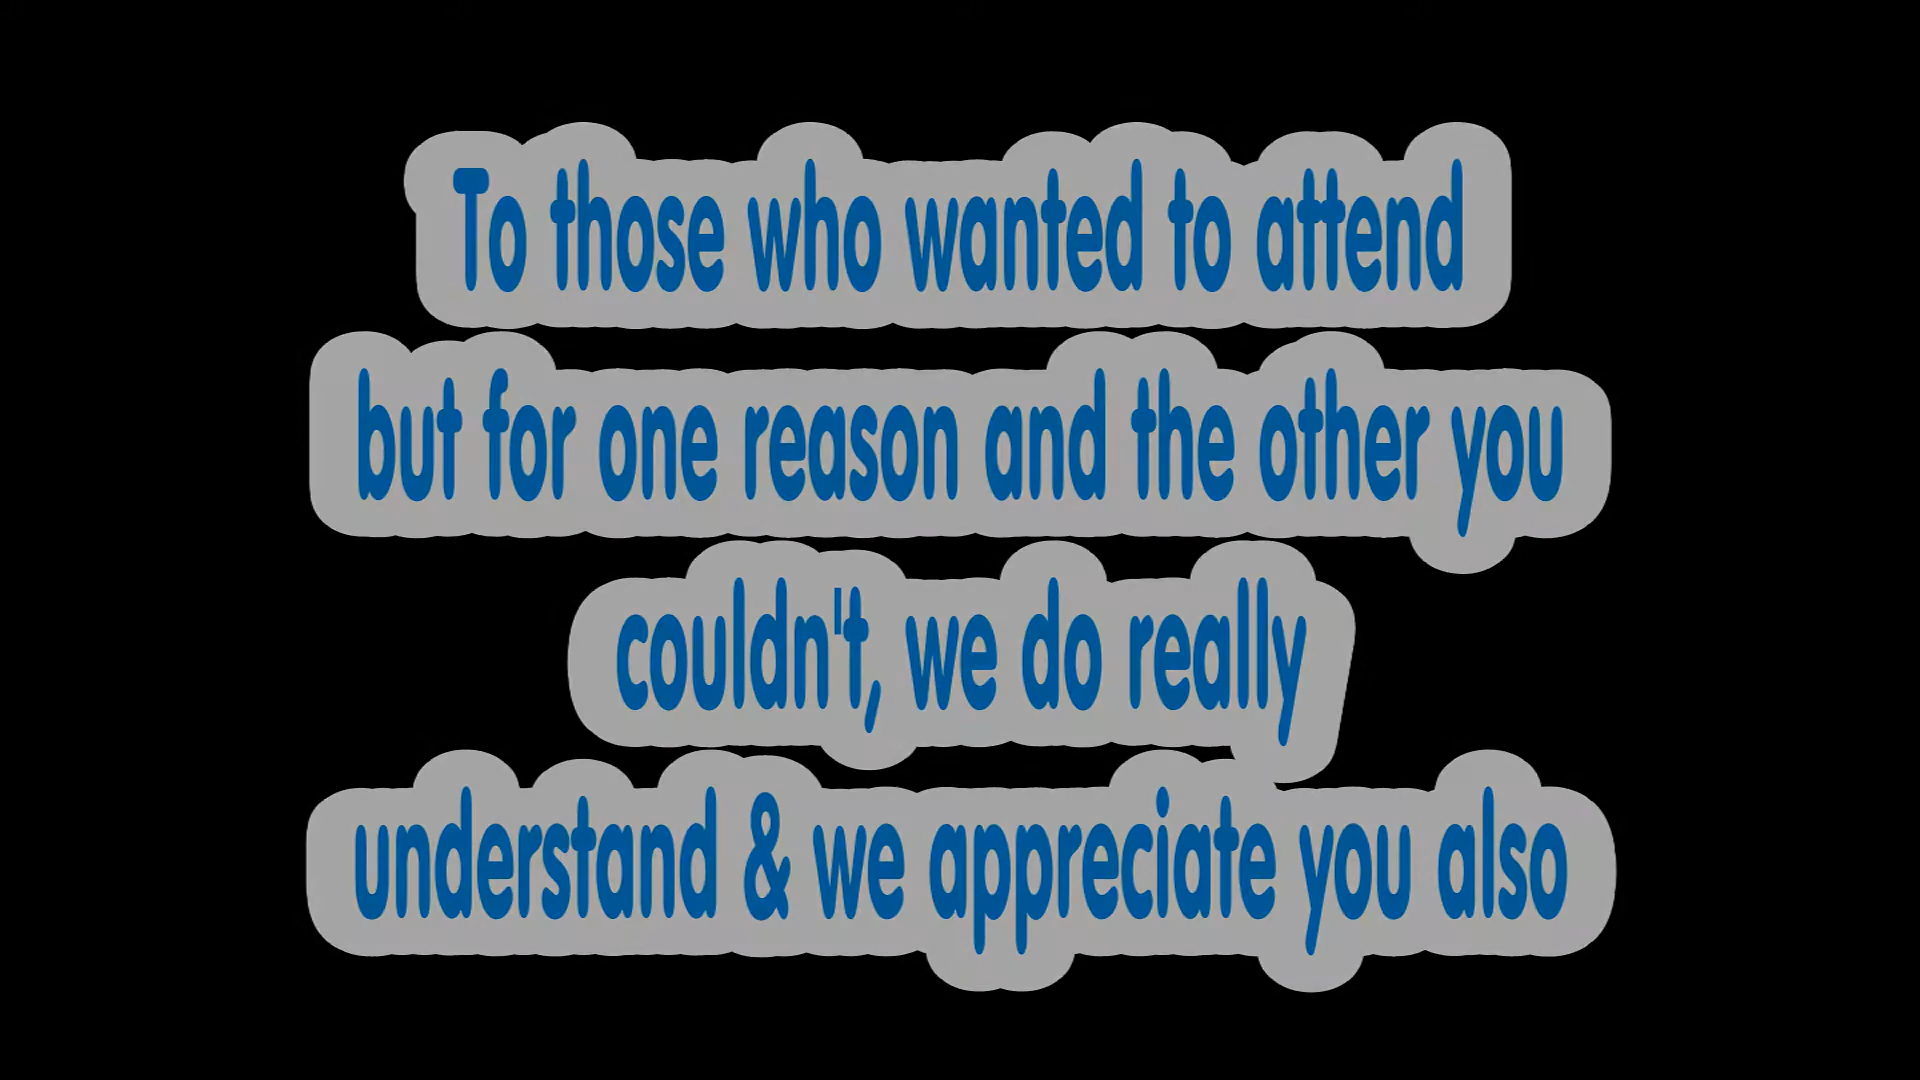 To those who wanted to attend
but for one reason and the other you
couldn't, we do really
understand & we appreciate you also